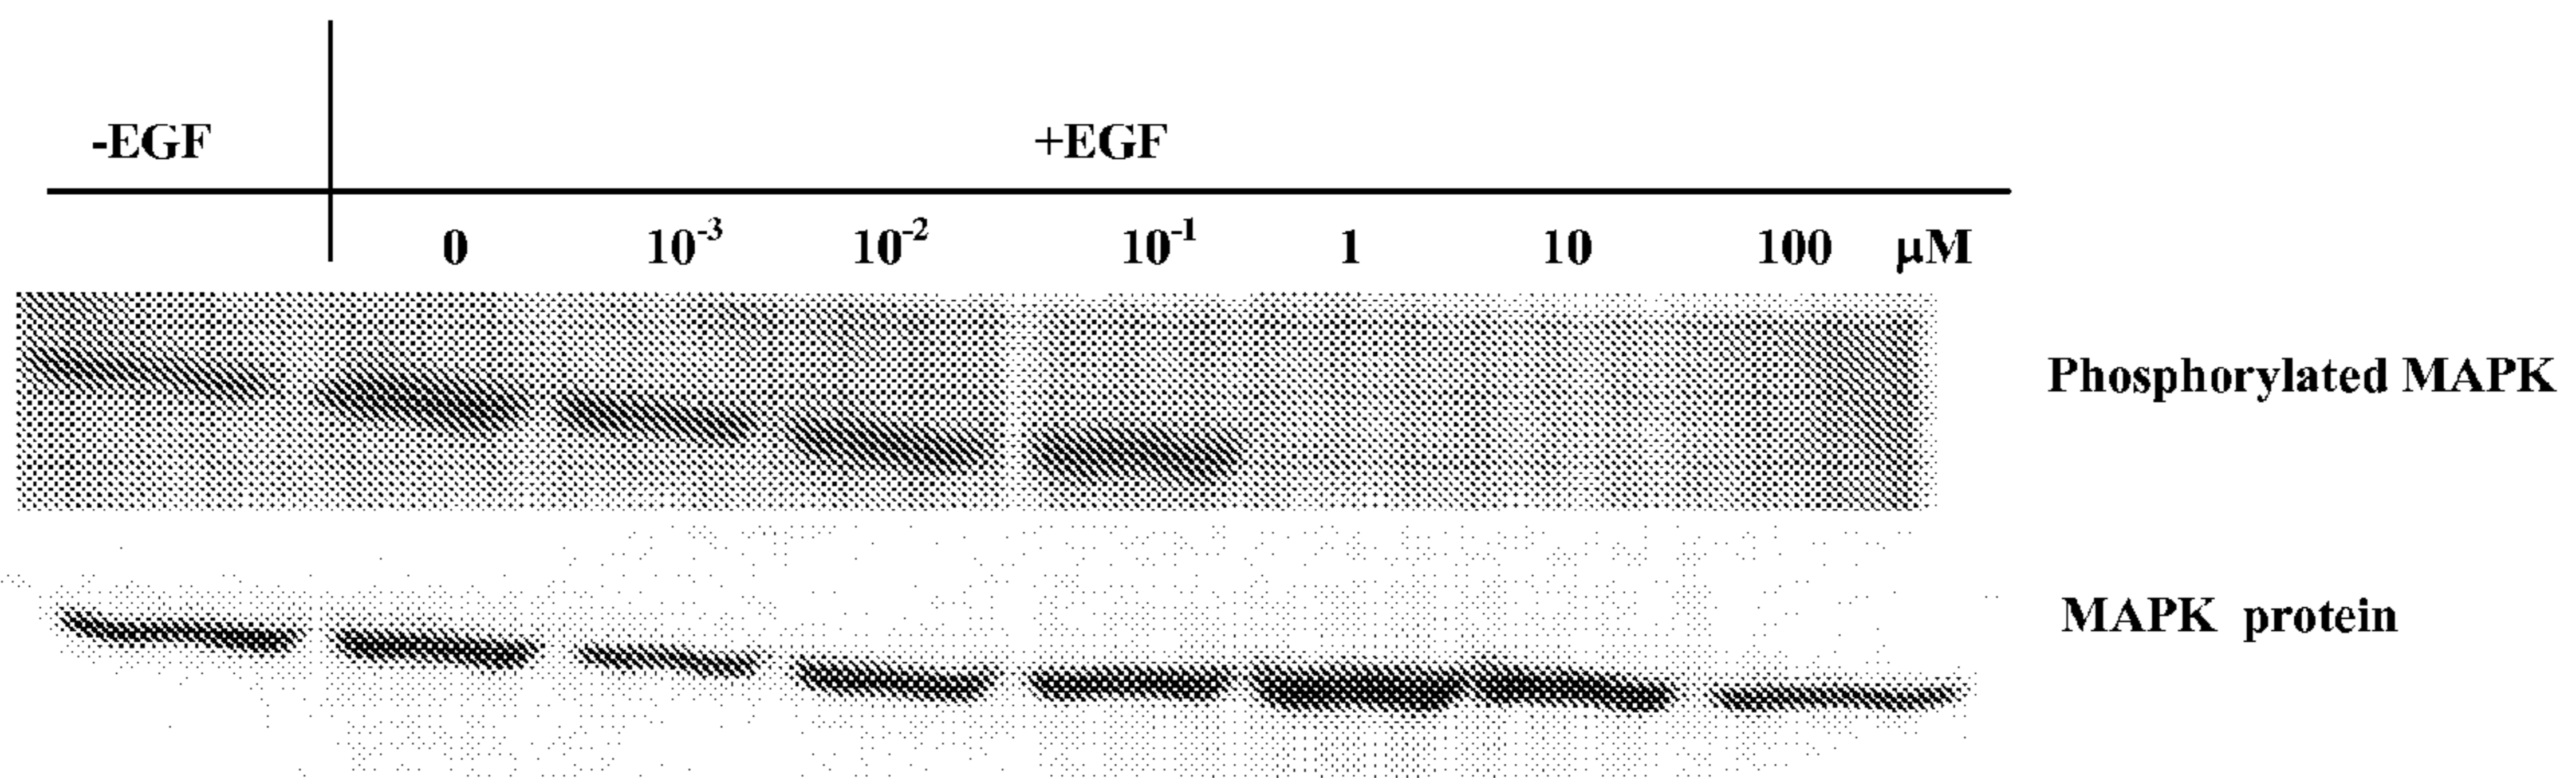 -EGF +EGF
0 10⁻³ 10⁻² 10⁻¹ 1 10 100 μM
Phosphorylated MAPK
MAPK protein